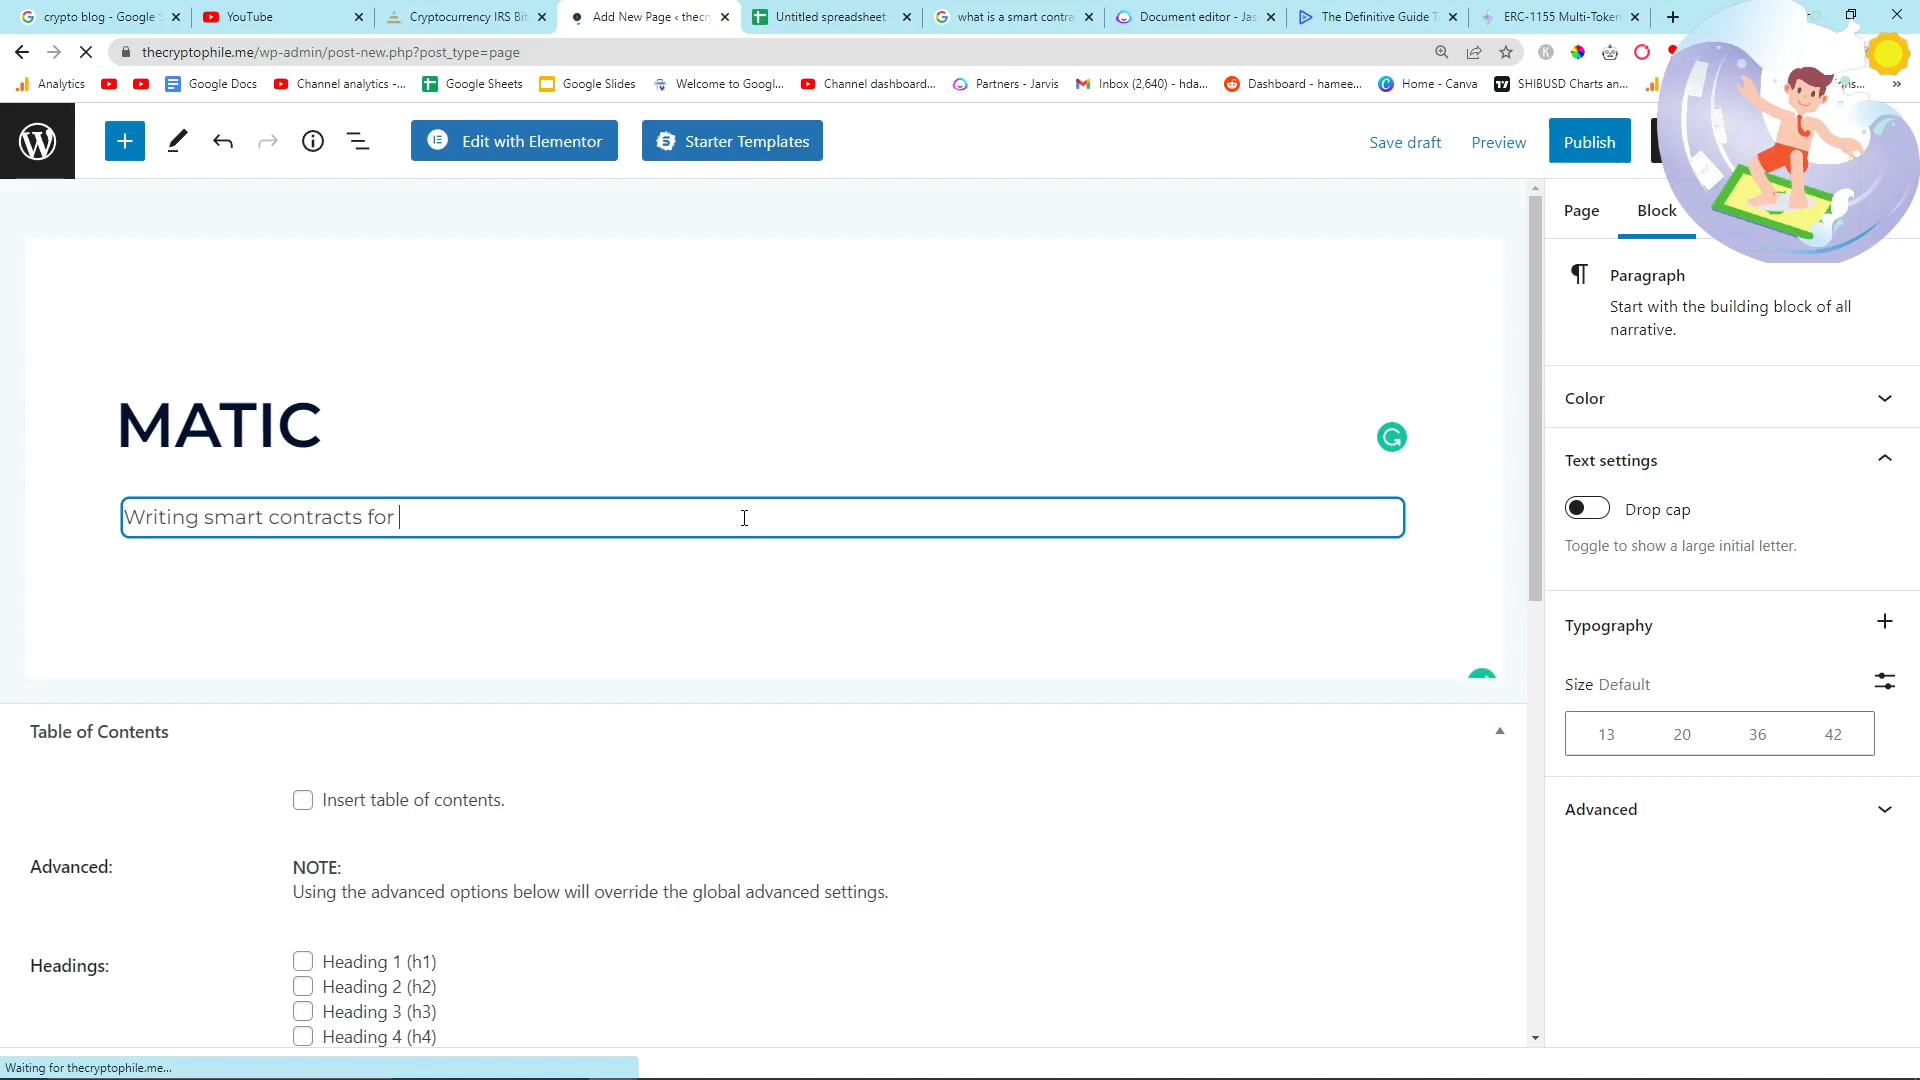 crypto blog - Google S
YouTube
Cryptocurrency IRS Bit
Add New Page ‹ thecry
Untitled spreadsheet -
what is a smart contra
Document editor - Jas
The Definitive Guide T
ERC-1155 Multi-Token
thecryptophile.me/wp-admin/post-new.php?post_type=page
Analytics
Google Docs
Channel analytics -...
Google Sheets
Google Slides
Welcome to Googl...
Channel dashboard...
Partners - Jarvis
Inbox (2,640) - hda...
Dashboard - hamee...
Home - Canva
SHIBUSD Charts an...
Edit with Elementor
Starter Templates
Save draft
Preview
Publish
Page
Block
Paragraph
Start with the building block of all
narrative.
Color
MATIC
Text settings
Writing smart contracts for
Drop cap
Toggle to show a large initial letter.
Typography
Size Default
13 20 36 42
Table of Contents
Insert table of contents.
Advanced
Advanced:
NOTE:
Using the advanced options below will override the global advanced settings.
Headings:
Heading 1 (h1)
Heading 2 (h2)
Heading 3 (h3)
Heading 4 (h4)
Waiting for thecryptophile.me...